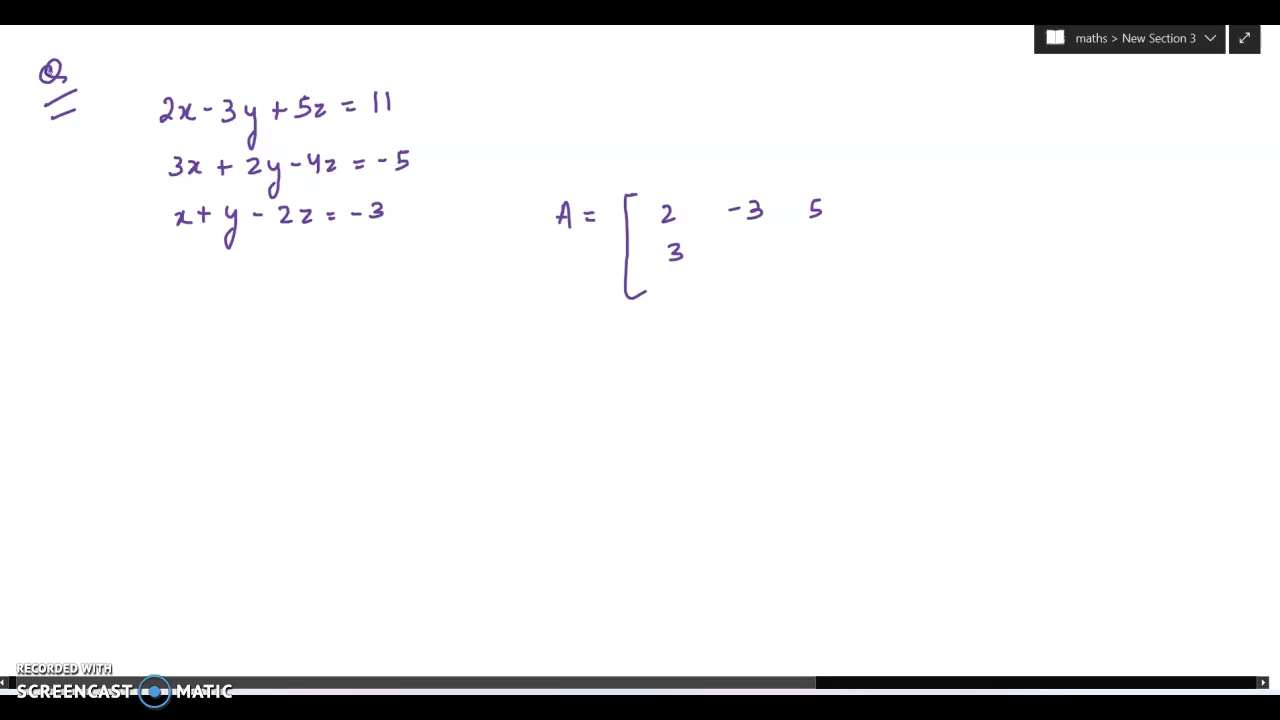 maths > New Section 3
Q
2x - 3y + 5z = 11
3x + 2y - 4z = -5
x + y - 2z = -3
A = [ 2 -3 5
3
RECORDED WITH
SCREENCAST MATIC